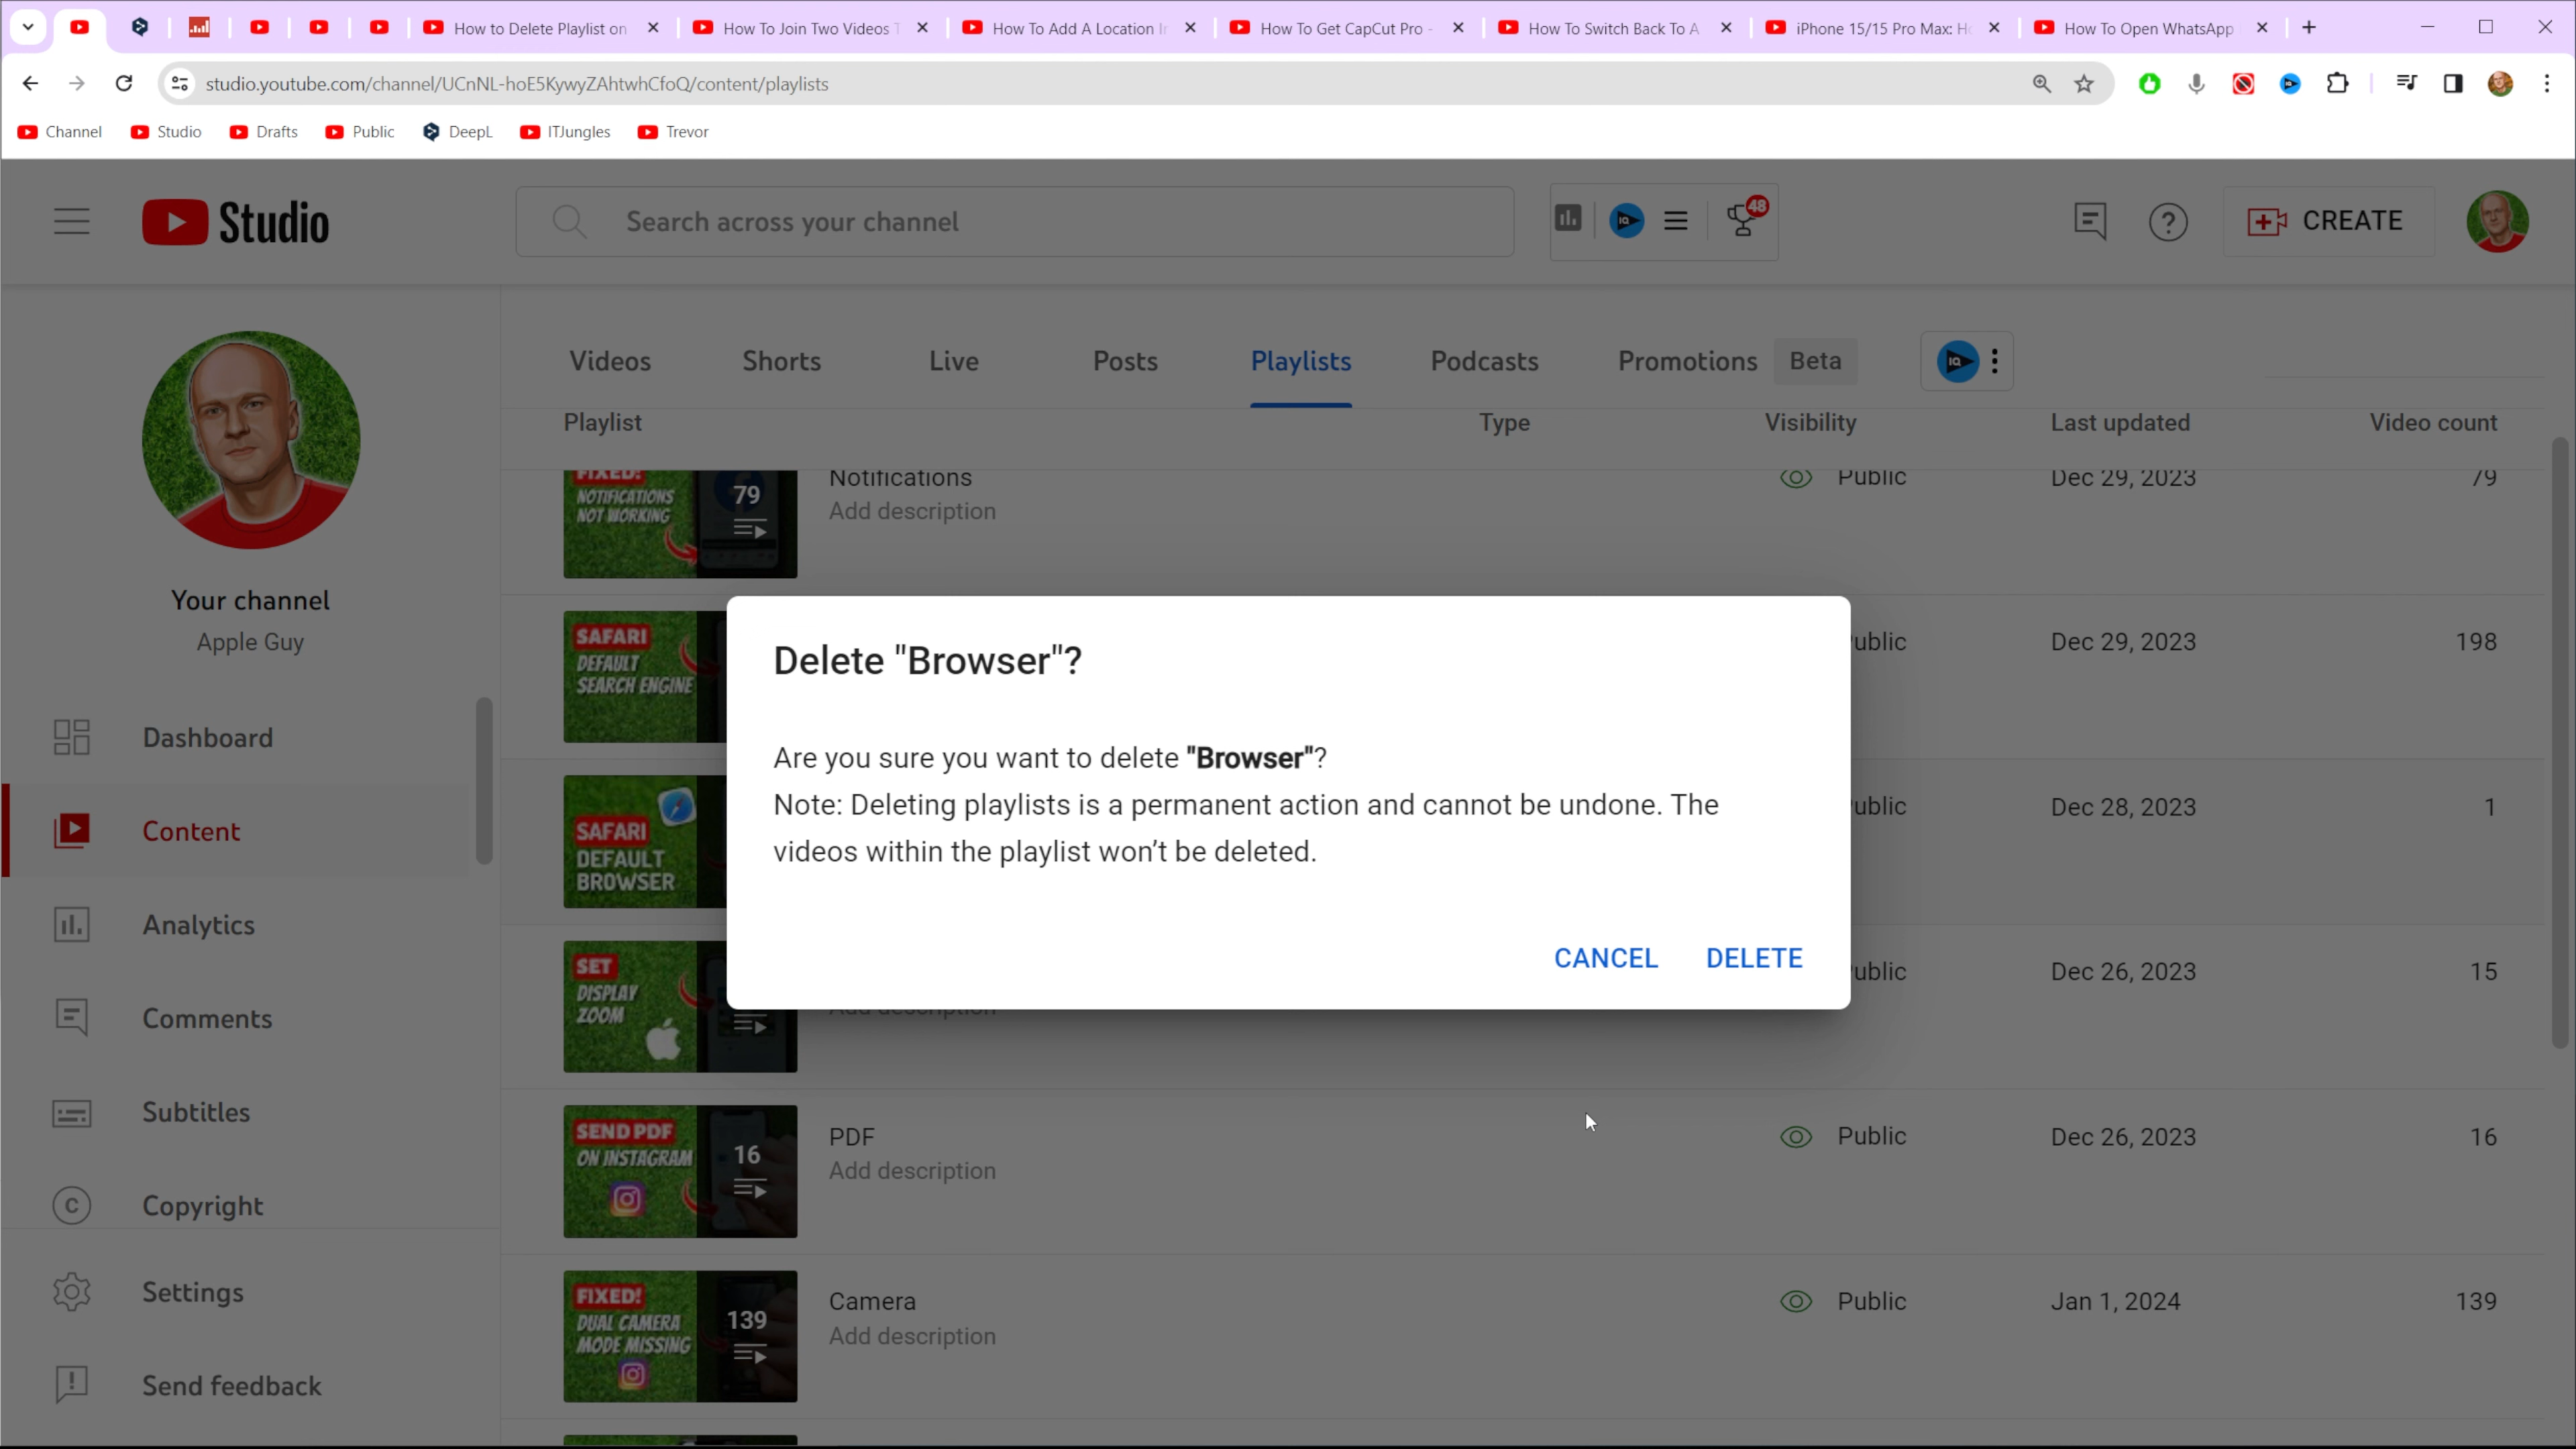 How to Delete Playlist on
How To Join Two Videos T
How To Add A Location In
How To Get CapCut Pro -
How To Switch Back To A
iPhone 15/15 Pro Max: Ho
How To Open WhatsApp
studio.youtube.com/channel/UCnNL-hoE5KywyZAhtwhCfoQ/content/playlists
Channel
Studio
Drafts
Public
DeepL
ITJungles
Trevor
Studio
Search across your channel
IQ
48
CREATE
Your channel
Apple Guy
Dashboard
Content
Analytics
Comments
Subtitles
Copyright
Settings
Send feedback
Videos
Shorts
Live
Posts
Playlists
Podcasts
Promotions
Beta
IQ
Playlist
Type
Visibility
Last updated
Video count
FIXED!
NOTIFICATIONS
NOT WORKING
79
Notifications
Add description
Public
Dec 29, 2023
79
SAFARI
DEFAULT
SEARCH ENGINE
ublic
Dec 29, 2023
198
SAFARI
DEFAULT
BROWSER
ublic
Dec 28, 2023
1
Delete "Browser"?
Are you sure you want to delete "Browser"?
Note: Deleting playlists is a permanent action and cannot be undone. The
videos within the playlist won't be deleted.
CANCEL
DELETE
SET
DISPLAY
ZOOM
Add description
ublic
Dec 26, 2023
15
SEND PDF
ON INSTAGRAM
16
PDF
Add description
Public
Dec 26, 2023
16
FIXED!
DUAL CAMERA
MODE MISSING
139
Camera
Add description
Public
Jan 1, 2024
139